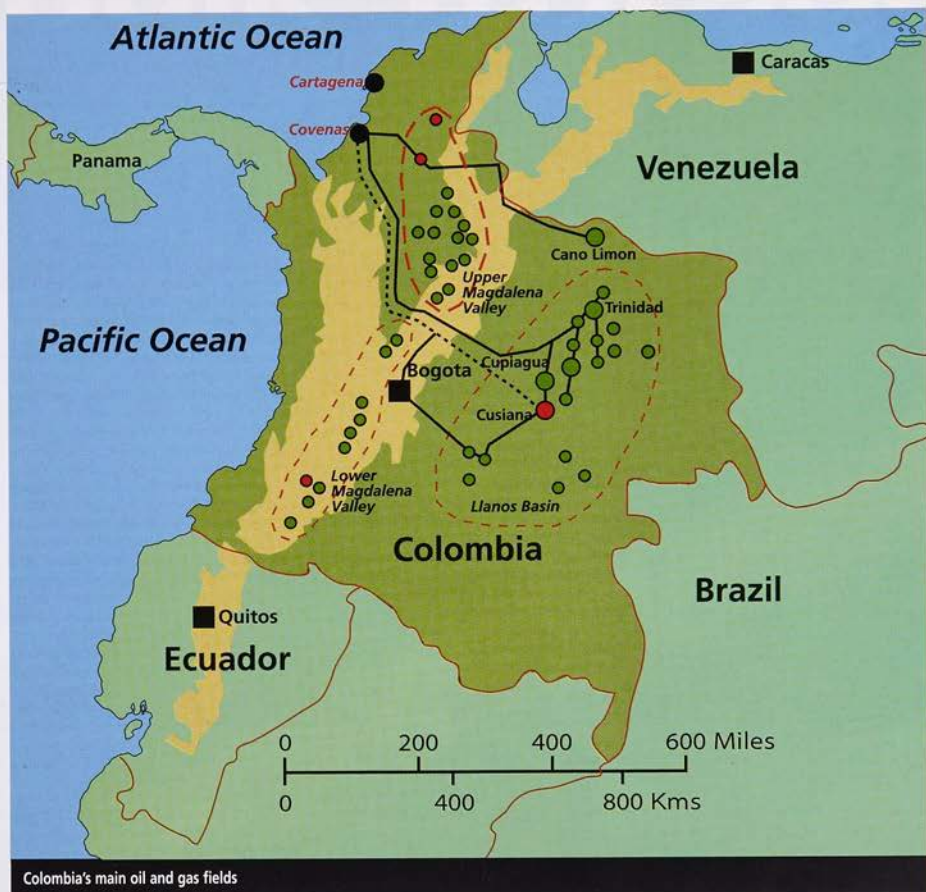 Atlantic Ocean
Caracas
Cartagena
Covenas
Panama
Venezuela
Cano Limon
Upper
Magdalena
Valley
Trinidad
Pacific Ocean
Cupiagua
Bogota
Cusiana
Lower
Magdalena
Valley
Llanos Basin
Colombia
Brazil
Quitos
Ecuador
0 200 400 600 Miles
0 400 800 Kms
Colombia's main oil and gas fields